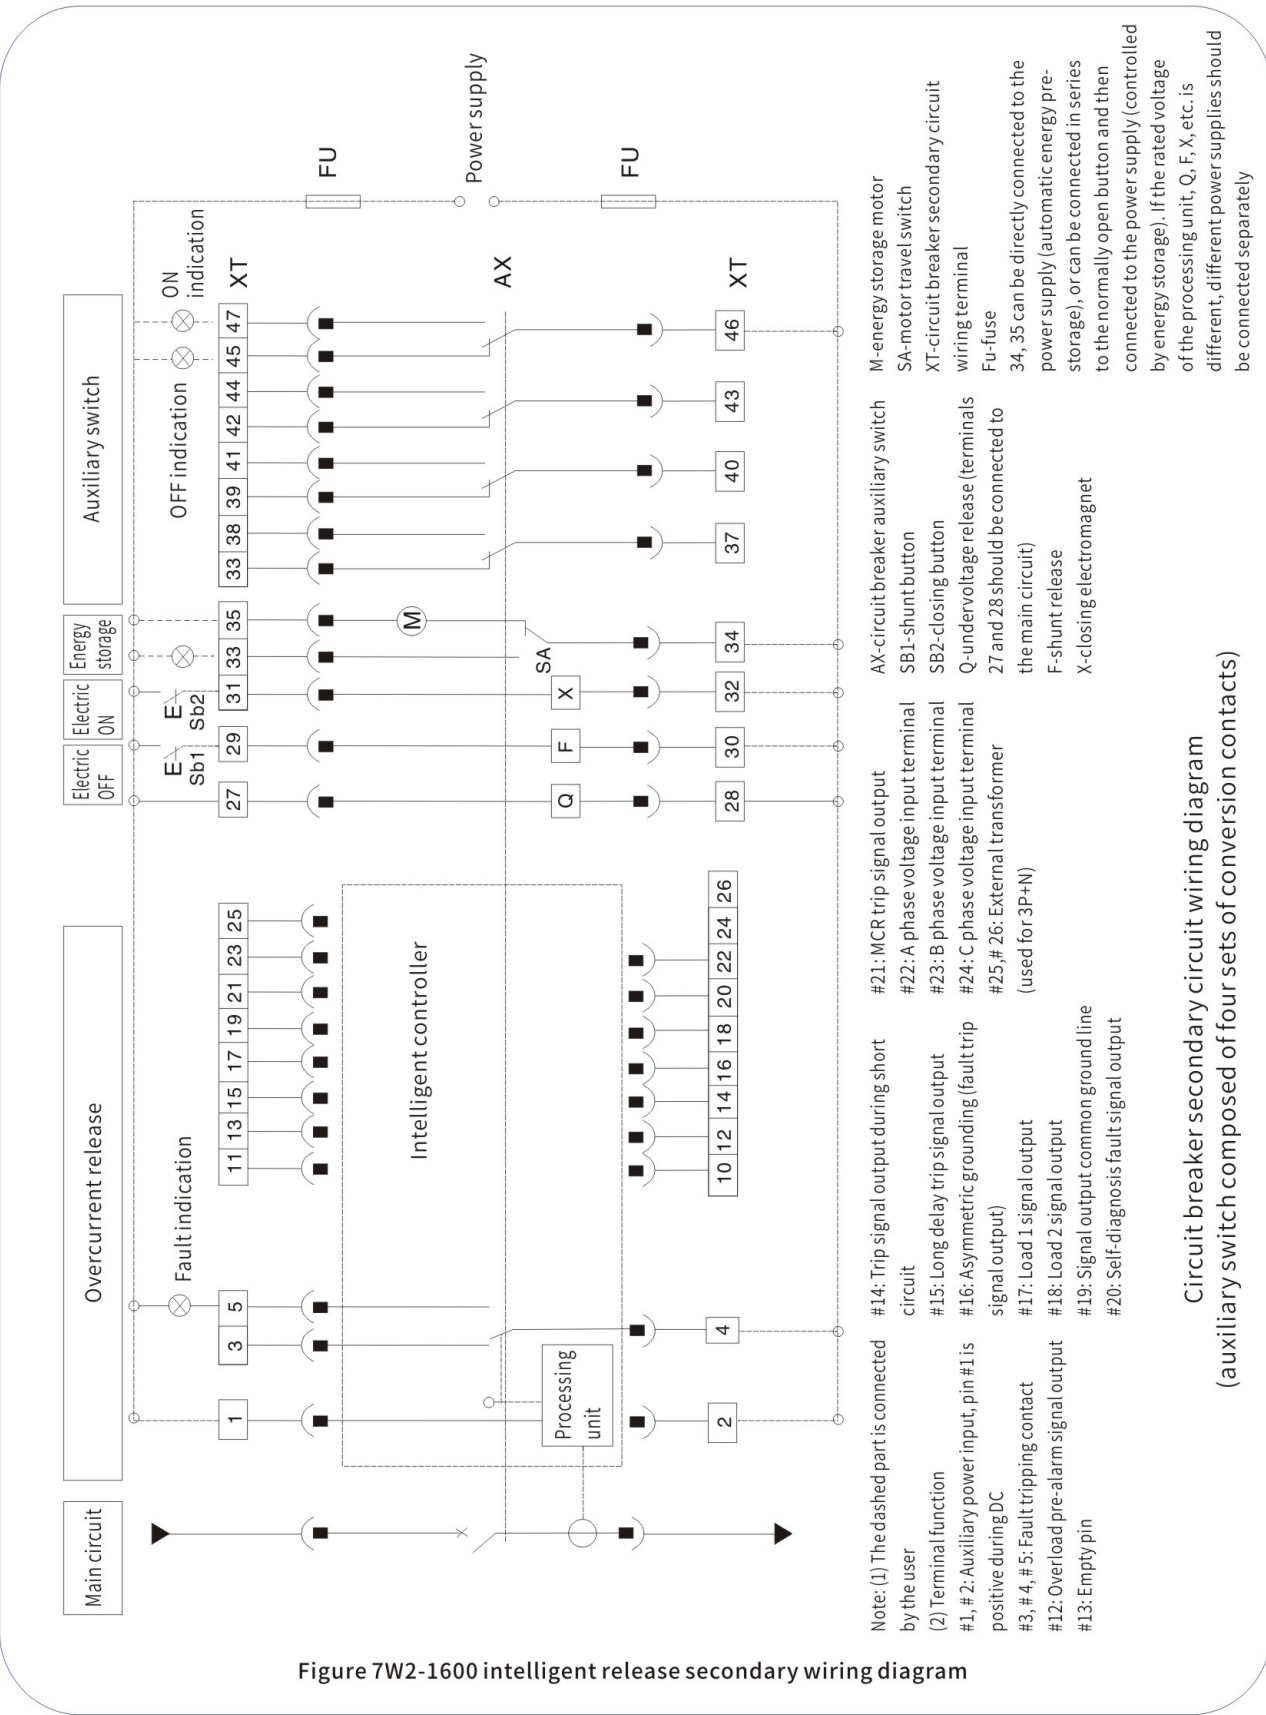 Main circuit
Overcurrent release
Electric
OFF
Electric
ON
Energy
storage
Auxiliary switch
Fault indication
E
Sb1
E
Sb2
OFF indication
ON
indication
1
3
5
11
13
15
17
19
21
23
25
27
29
31
33
35
33
38
39
41
42
44
45
47
XT
FU
M
Intelligent controller
Power supply
AX
SA
Processing
unit
Q
F
X
FU
2
4
10
12
14
16
18
20
22
24
26
28
30
32
34
37
40
43
46
XT
Note: (1) The dashed part is connected
by the user
(2) Terminal function
#1, # 2: Auxiliary power input, pin #1 is
positive during DC
#3, # 4, # 5: Fault tripping contact
#12: Overload pre-alarm signal output
#13: Empty pin
#14: Trip signal output during short
circuit
#15: Long delay trip signal output
#16: Asymmetric grounding (fault trip
signal output)
#17: Load 1 signal output
#18: Load 2 signal output
#19: Signal output common ground line
#20: Self-diagnosis fault signal output
#21: MCR trip signal output
#22: A phase voltage input terminal
#23: B phase voltage input terminal
#24: C phase voltage input terminal
#25,# 26: External transformer
(used for 3P+N)
AX-circuit breaker auxiliary switch
SB1-shunt button
SB2-closing button
Q-undervoltage release (terminals
27 and 28 should be connected to
the main circuit)
F-shunt release
X-closing electromagnet
M-energy storage motor
SA-motor travel switch
XT-circuit breaker secondary circuit
wiring terminal
Fu-fuse
34, 35 can be directly connected to the
power supply (automatic energy pre-
storage), or can be connected in series
to the normally open button and then
connected to the power supply (controlled
by energy storage). If the rated voltage
of the processing unit, Q, F, X, etc. is
different, different power supplies should
be connected separately
Circuit breaker secondary circuit wiring diagram
(auxiliary switch composed of four sets of conversion contacts)
Figure 7W2-1600 intelligent release secondary wiring diagram